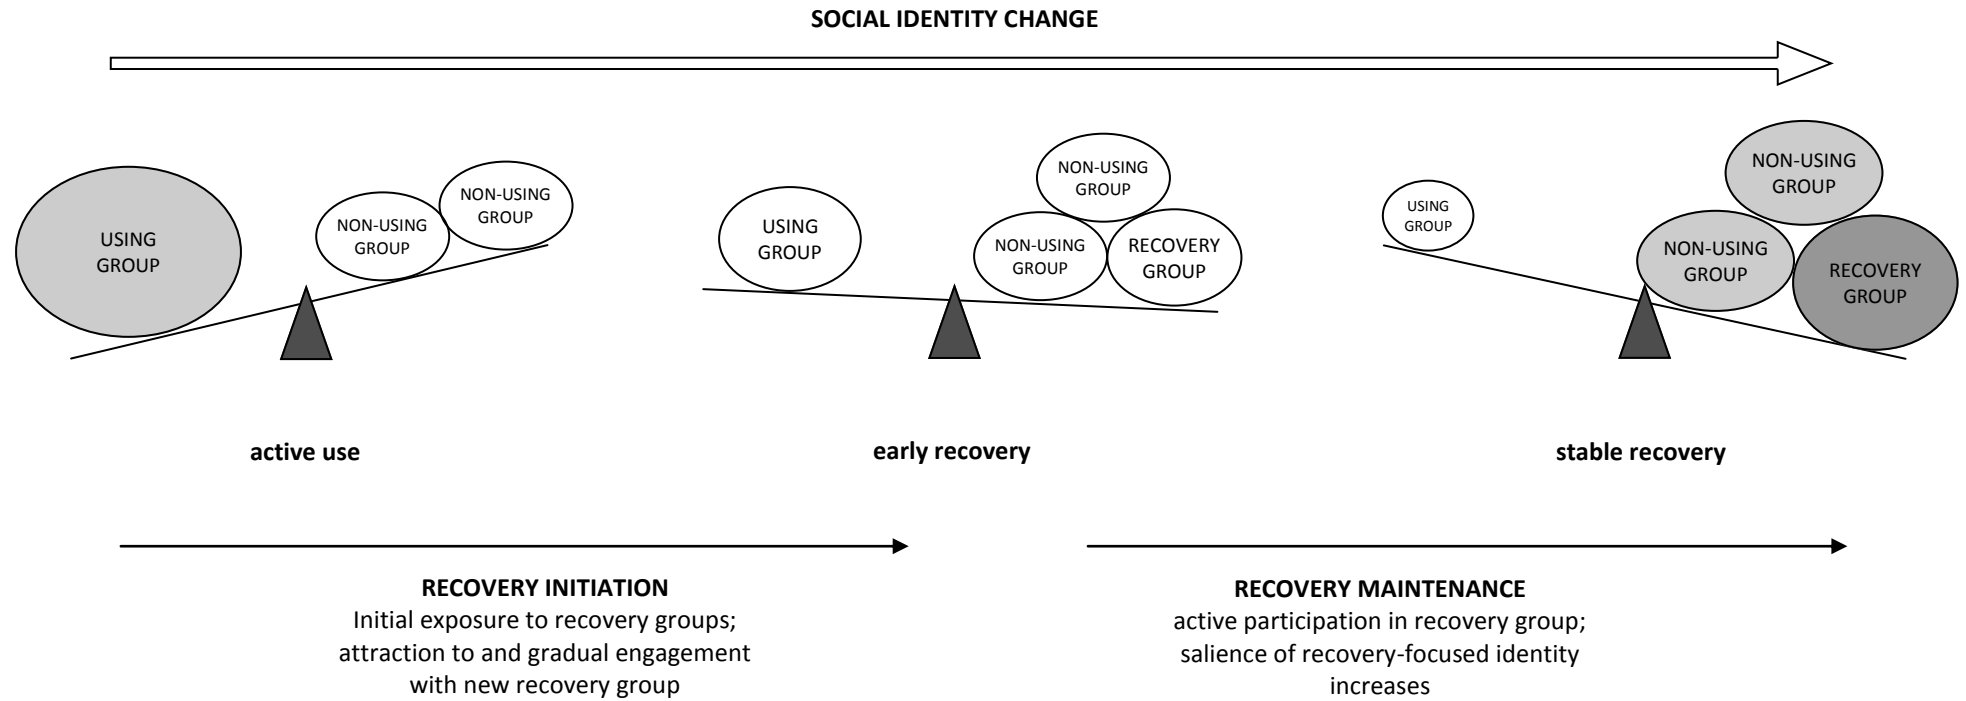 SOCIAL IDENTITY CHANGE
USING
GROUP
NON-USING
GROUP
NON-USING
GROUP
USING
GROUP
NON-USING
GROUP
NON-USING
GROUP
RECOVERY
GROUP
USING
GROUP
NON-USING
GROUP
NON-USING
GROUP
RECOVERY
GROUP
active use
early recovery
stable recovery
RECOVERY INITIATION
Initial exposure to recovery groups;
attraction to and gradual engagement
with new recovery group
RECOVERY MAINTENANCE
active participation in recovery group;
salience of recovery-focused identity
increases